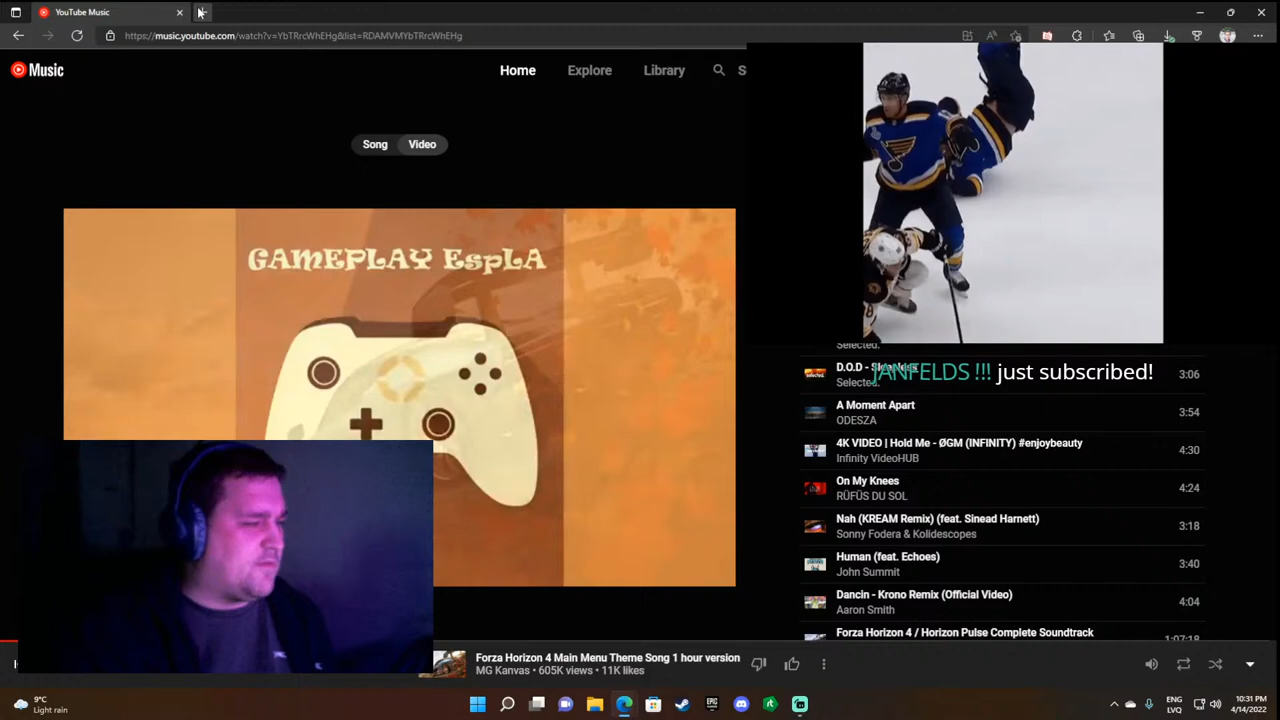 YouTube Music
https://music.youtube.com/watch?v=YbTRrcWhEHg&list=RDAMVMYbTRrcWhEHg
Music
Home
Explore
Library
S
Song
Video
GAMEPLAY EspLA
Selected.
D.O.D -
Selected.
3:06
JANFELDS !!! just subscribed!
A Moment Apart
ODESZA
3:54
4K VIDEO | Hold Me - ØGM (INFINITY) #enjoybeauty
Infinity VideoHUB
4:30
On My Knees
RÜFÜS DU SOL
4:24
Nah (KREAM Remix) (feat. Sinead Harnett)
Sonny Fodera & Kolidescopes
3:18
Human (feat. Echoes)
John Summit
3:40
Dancin - Krono Remix (Official Video)
Aaron Smith
4:04
Forza Horizon 4 / Horizon Pulse Complete Soundtrack
1:07:18
Forza Horizon 4 Main Menu Theme Song 1 hour version
MG Kanvas • 605K views • 11K likes
9°C
Light rain
ENG
LVQ
10:31 PM
4/14/2022